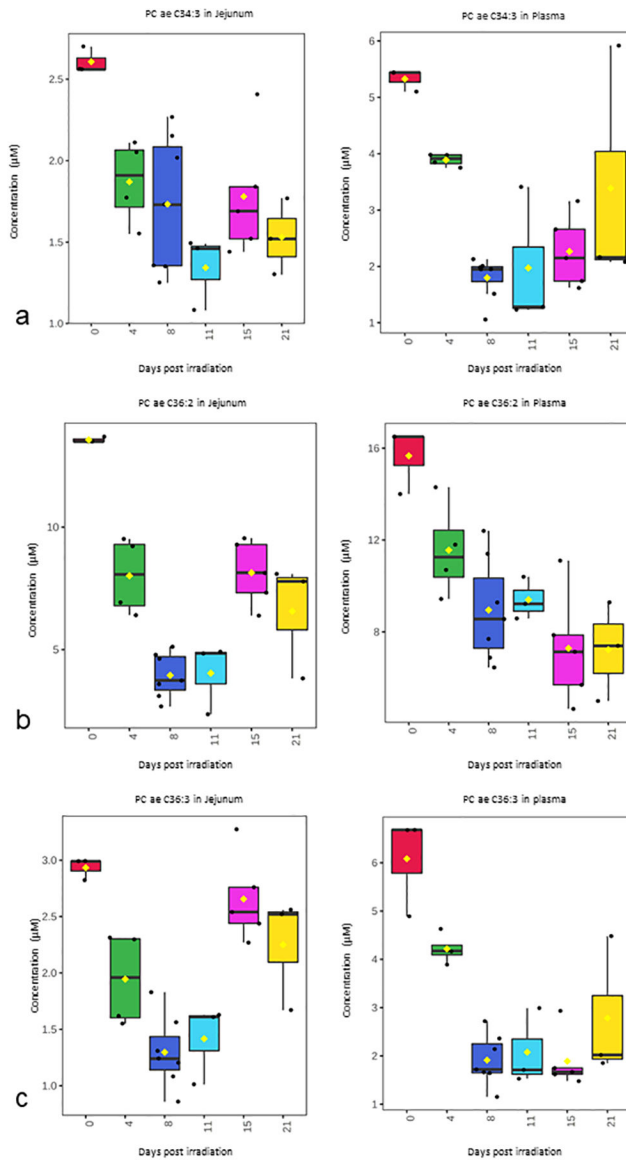 PC ae C34:3 in Jejunum
Concentration (μM)
2.5
2.0
1.5
1.0
0
4
8
11
15
21
Days post irradiation
PC ae C34:3 in Plasma
Concentration (μM)
6
5
4
3
2
1
0
4
8
11
15
21
Days post irradiation
a
PC ae C36:2 in Jejunum
Concentration (μM)
10
5
0
4
8
11
15
21
Days post irradiation
PC ae C36:2 in Plasma
Concentration (μM)
16
12
8
0
4
8
11
15
21
Days post irradiation
b
PC ae C36:3 in Jejunum
Concentration (μM)
3.0
2.5
2.0
1.5
1.0
0
4
8
11
15
21
Days post irradiation
PC ae C36:3 in plasma
Concentration (μM)
6
5
4
3
2
1
0
4
8
11
15
21
Days post irradiation
c